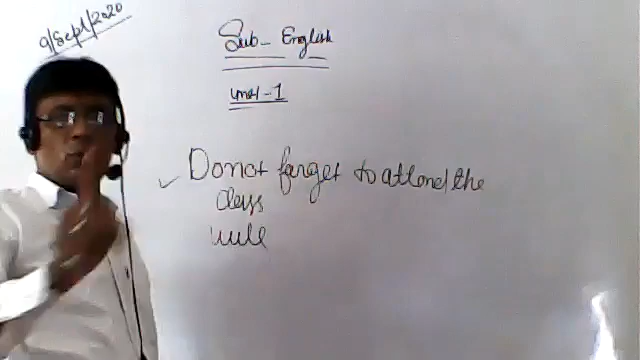 9/Sept/2020
Sub- English
Unit-1
Donot forget to attend the
class